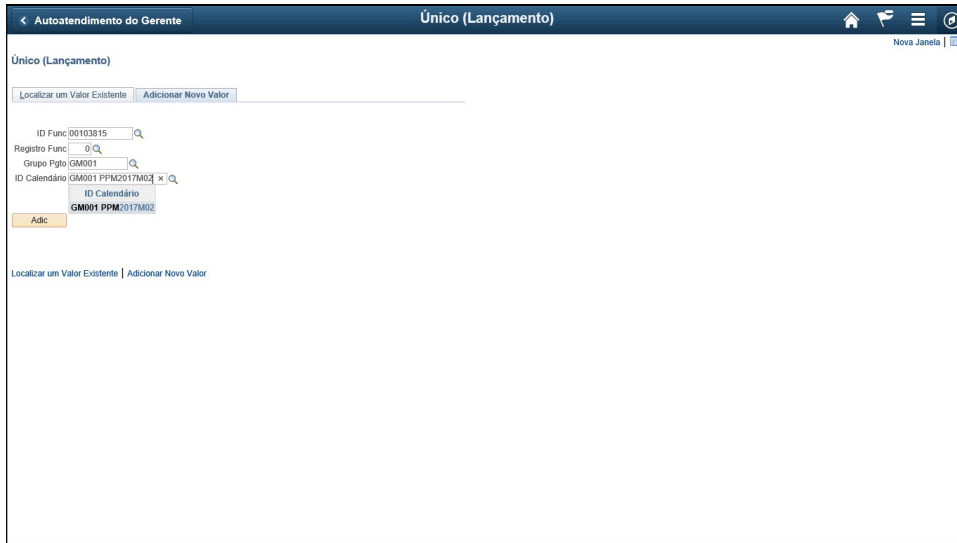 Autoatendimento do Gerente
Único (Lançamento)
Nova Janela |
Único (Lançamento)
Localizar um Valor Existente
Adicionar Novo Valor
ID Func 00103815
Registro Func 0
Grupo Pgto GM001
ID Calendário GM001 PPM2017M02 ×
ID Calendário
GM001 PPM2017M02
Adic
Localizar um Valor Existente | Adicionar Novo Valor